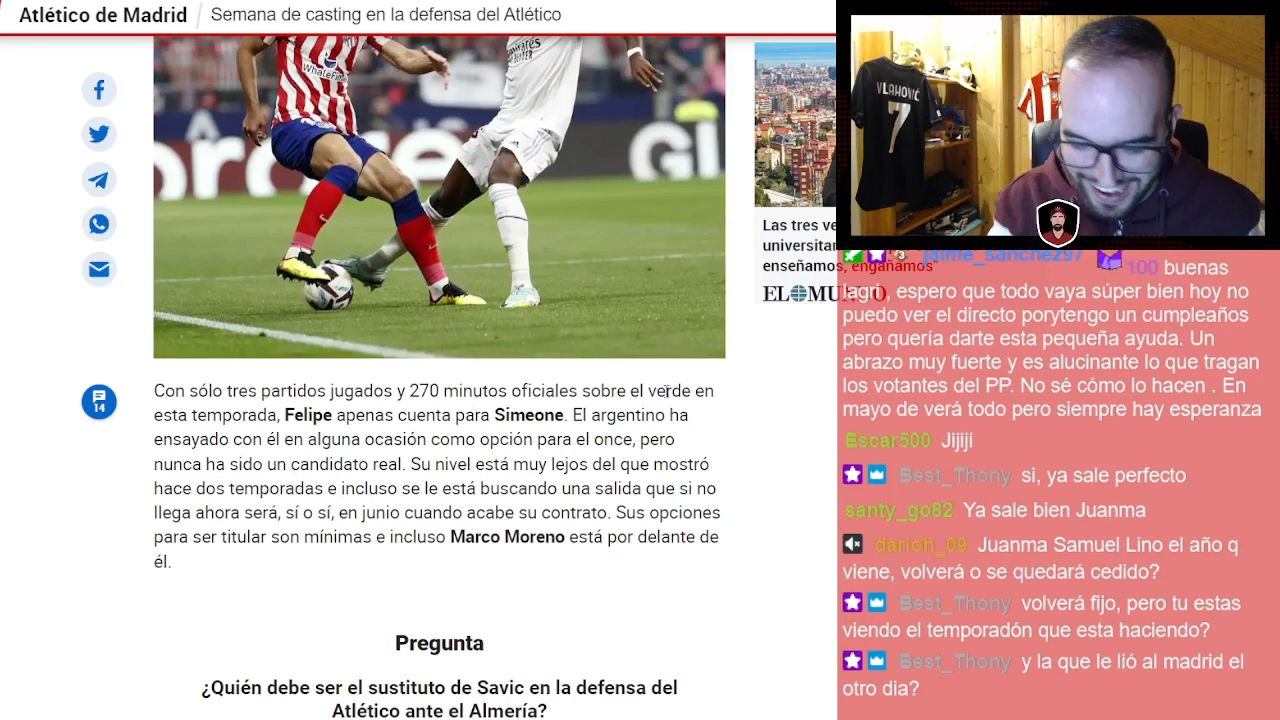 Atlético de Madrid
Semana de casting en la defensa del Atlético
WhaleFin
VLAHOVIĆ
7
Las tres ve
universitar
enseñamos, engañamos"
EL MUNDO
14
Con sólo tres partidos jugados y 270 minutos oficiales sobre el verde en
esta temporada, Felipe apenas cuenta para Simeone. El argentino ha
ensayado con él en alguna ocasión como opción para el once, pero
nunca ha sido un candidato real. Su nivel está muy lejos del que mostró
hace dos temporadas e incluso se le está buscando una salida que si no
llega ahora será, sí o sí, en junio cuando acabe su contrato. Sus opciones
para ser titular son mínimas e incluso Marco Moreno está por delante de
él.
Pregunta
¿Quién debe ser el sustituto de Savic en la defensa del
Atlético ante el Almería?
jaime_sanchez97 100 buenas
lagri , espero que todo vaya súper bien hoy no
puedo ver el directo porytengo un cumpleaños
pero quería darte esta pequeña ayuda. Un
abrazo muy fuerte y es alucinante lo que tragan
los votantes del PP. No sé cómo lo hacen . En
mayo de verá todo pero siempre hay esperanza
Escar500 Jijiji
Best_Thony si, ya sale perfecto
santy_go82 Ya sale bien Juanma
darioh_09 Juanma Samuel Lino el año q
viene, volverá o se quedará cedido?
Best_Thony volverá fijo, pero tu estas
viendo el temporadón que esta haciendo?
Best_Thony y la que le lió al madrid el
otro dia?